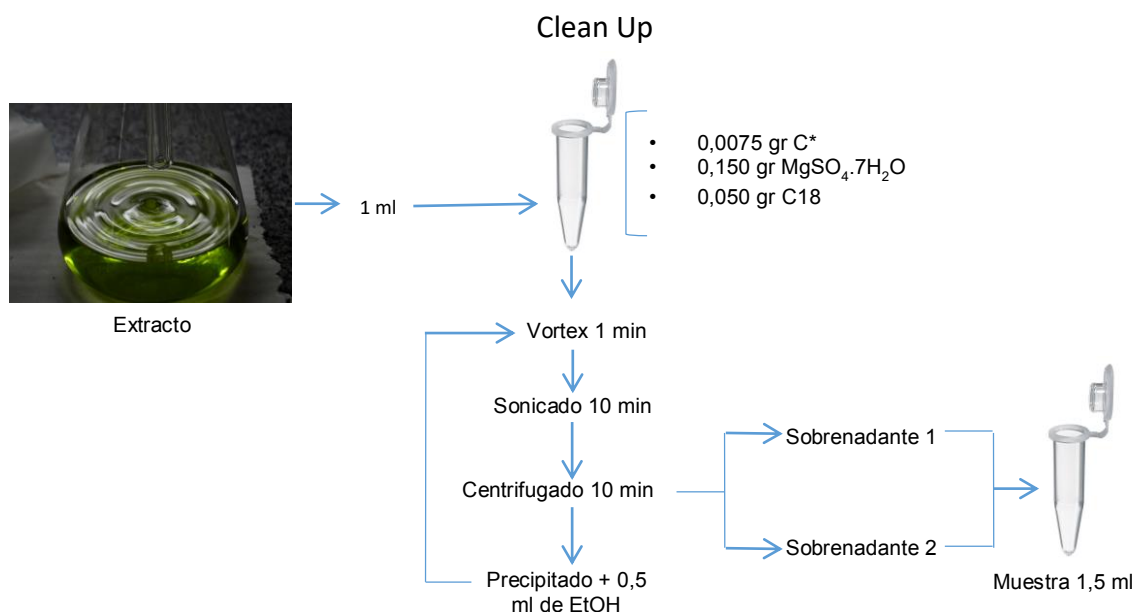 Clean Up
• 0,0075 gr C*
• 0,150 gr MgSO₄.7H₂O
• 0,050 gr C18
1 ml
Extracto
Vortex 1 min
Sonicado 10 min
Centrifugado 10 min
Precipitado + 0,5
ml de EtOH
Sobrenadante 1
Sobrenadante 2
Muestra 1,5 ml